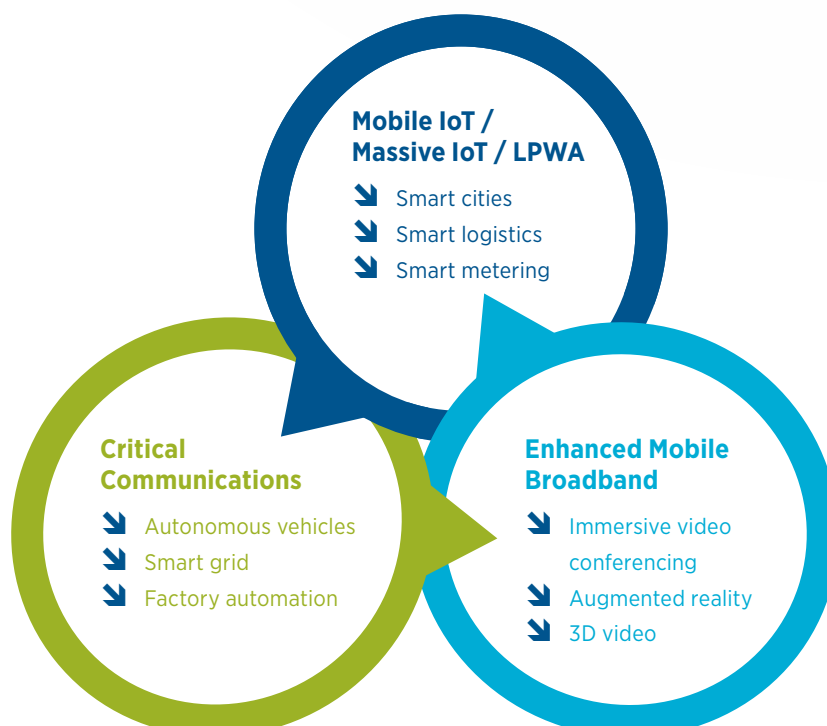 Mobile IoT /
Massive IoT / LPWA
Smart cities
Smart logistics
Smart metering
Critical
Communications
Autonomous vehicles
Smart grid
Factory automation
Enhanced Mobile
Broadband
Immersive video
conferencing
Augmented reality
3D video